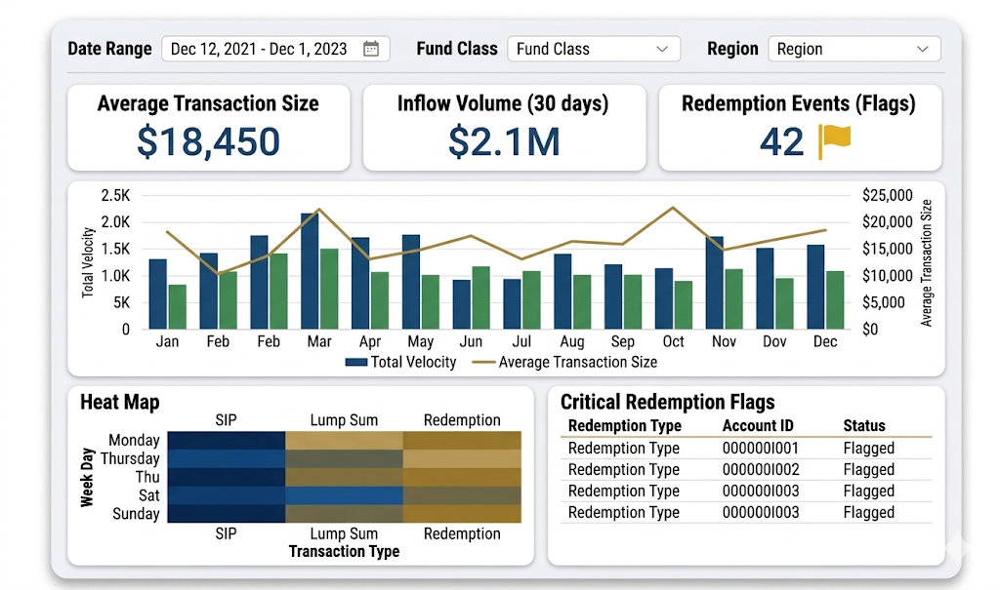 Date Range Dec 12, 2021 - Dec 1, 2023 Fund Class Fund Class Region Region
Average Transaction Size
$18,450
Inflow Volume (30 days)
$2.1M
Redemption Events (Flags)
42
Total Velocity
2.5K
2.0K
1.5K
1.0K
5K
0
$25,000
$20,000
$15,000
$10,000
$5,000
$0
Average Transaction Size
Jan Feb Feb Mar Apr May Jun Jul Aug Sep Oct Nov Dov Dec
Total Velocity Average Transaction Size
Heat Map
SIP Lump Sum Redemption
Week Day
Monday
Thursday
Thu
Sat
Sunday
SIP Lump Sum Redemption
Transaction Type
Critical Redemption Flags
Redemption Type Account ID Status
Redemption Type 000000I001 Flagged
Redemption Type 000000I002 Flagged
Redemption Type 000000I003 Flagged
Redemption Type 000000I003 Flagged